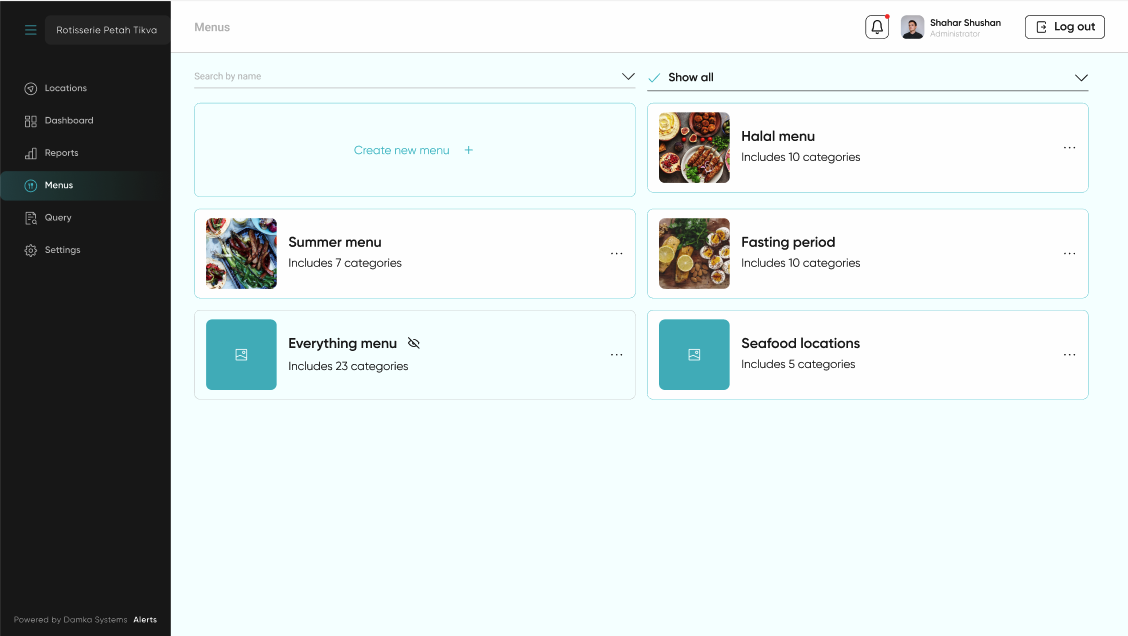 Rotisserie Petah Tikva
Locations
Dashboard
Reports
Menus
Query
Settings
Powered by Damka Systems Alerts
Menus
Shahar Shushan
Administrator
Log out
Search by name
Show all
Create new menu +
Halal menu
Includes 10 categories
Summer menu
Includes 7 categories
Fasting period
Includes 10 categories
Everything menu
Includes 23 categories
Seafood locations
Includes 5 categories